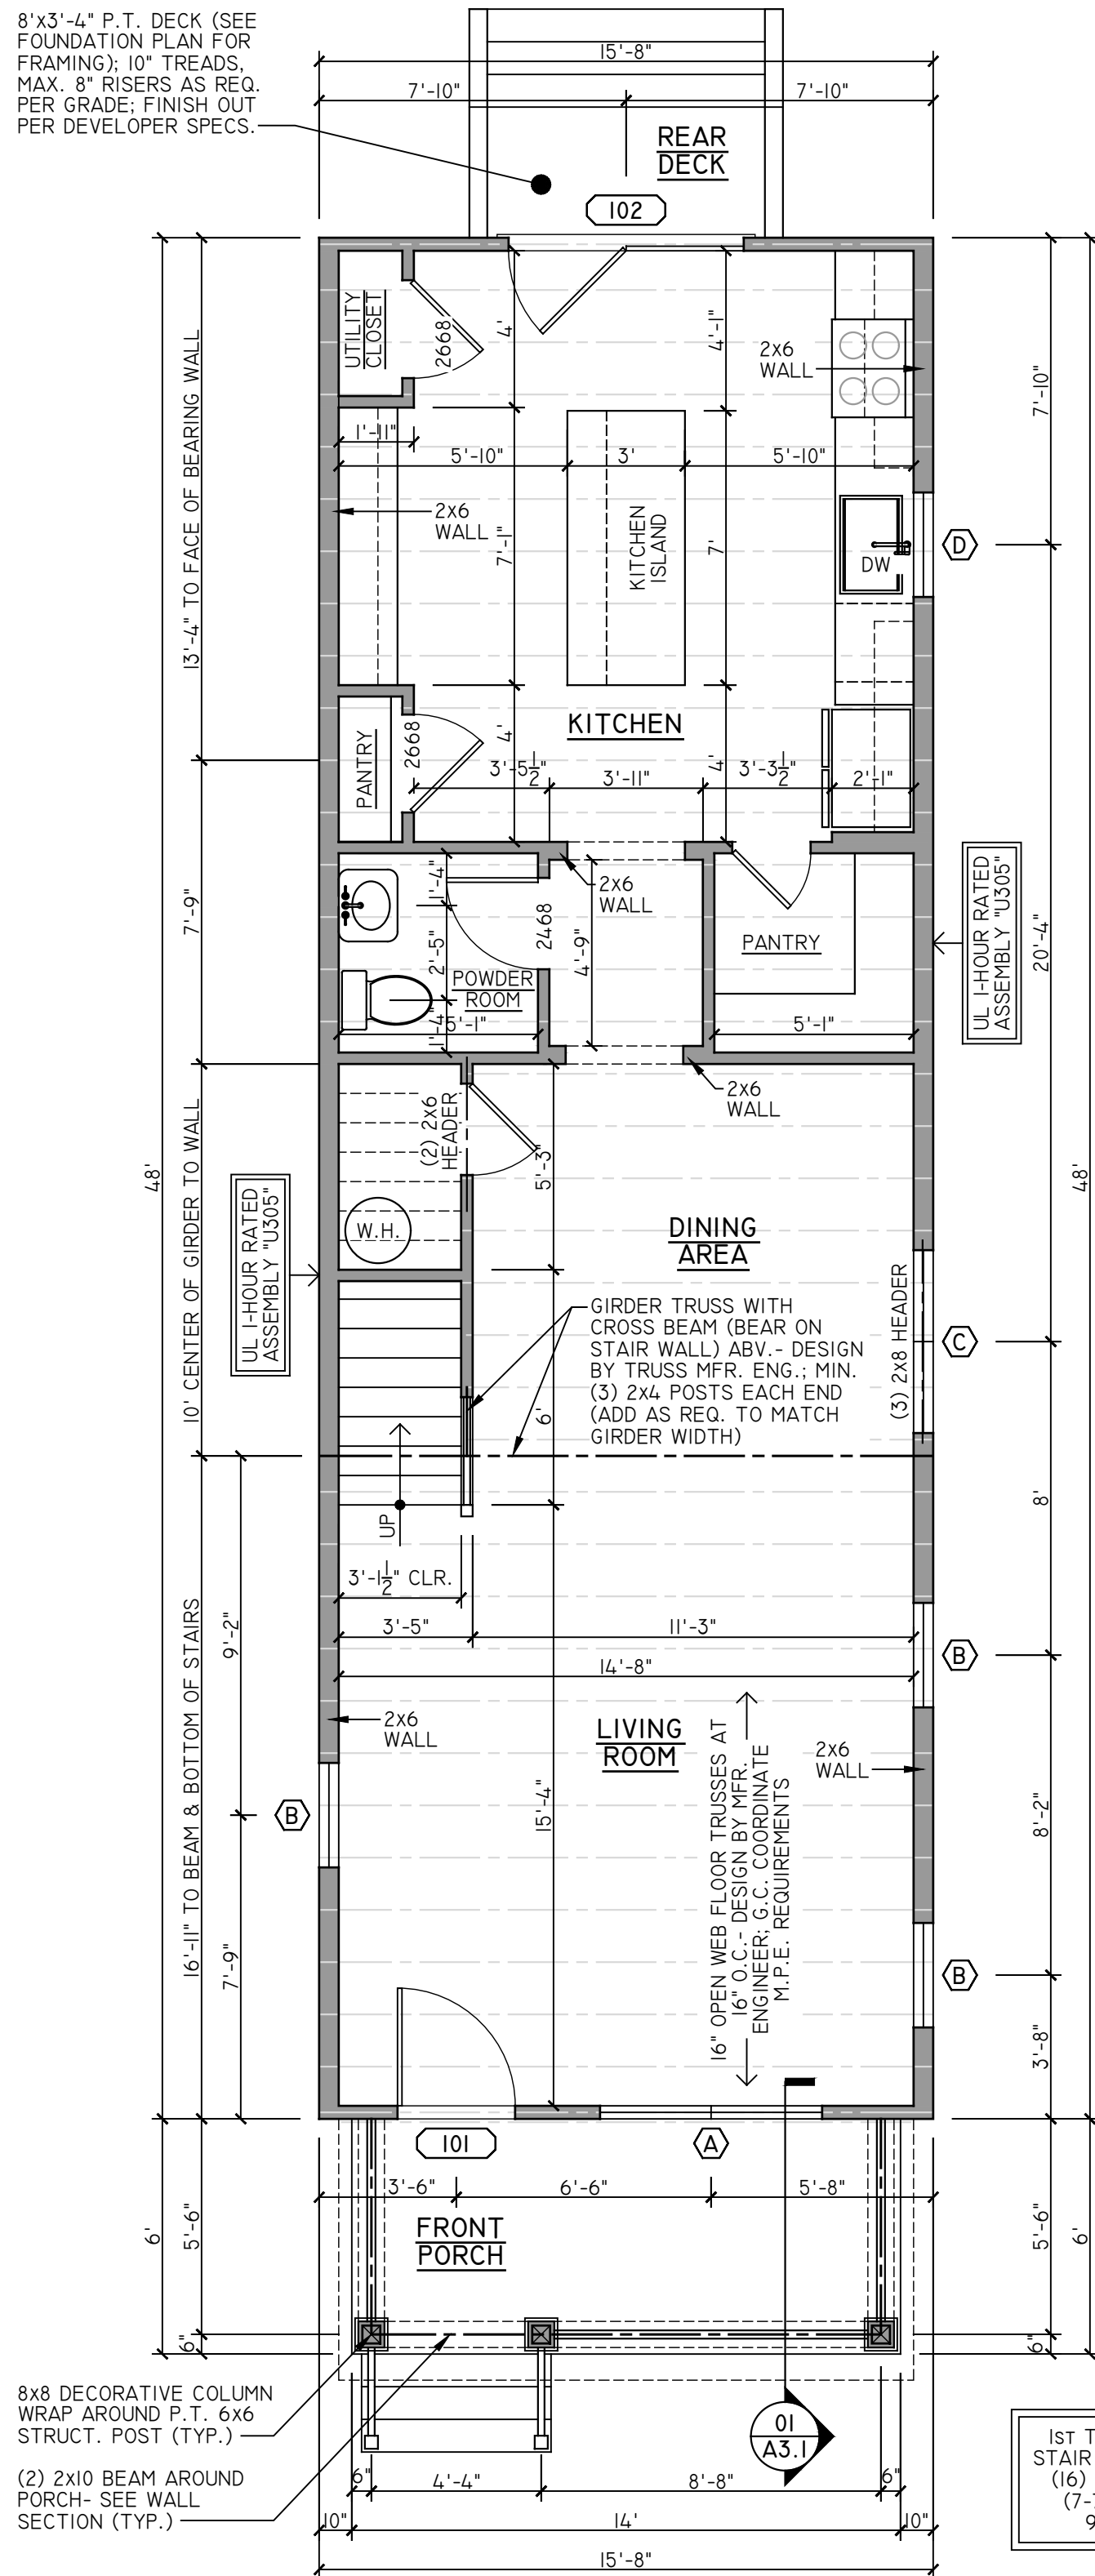 8'x3'-4" P.T. DECK (SEE
FOUNDATION PLAN FOR
FRAMING); 10" TREADS,
MAX. 8" RISERS AS REQ.
PER GRADE; FINISH OUT
PER DEVELOPER SPECS.
15'-8"
7'-10"
7'-10"
REAR
DECK
102
UTILITY
CLOSET
2668
4'
4'-1"
2x6
WALL
7'-10"
13'-4" TO FACE OF BEARING WALL
1'-11"
5'-10"
3'
5'-10"
2x6
WALL
7'-1"
KITCHEN
ISLAND
7'
DW
D
KITCHEN
PANTRY
2668
4'
4'
3'-5 1/2"
3'-11"
3'-3 1/2"
2'-1"
7'-9"
1'-4"
2'-5"
1'-4"
2468
2x6
WALL
4'-9"
PANTRY
POWDER
ROOM
5'-1"
5'-1"
UL 1-HOUR RATED
ASSEMBLY "U305"
20'-4"
2x6
WALL
48'
48'
10' CENTER OF GIRDER TO WALL
(2) 2x6
HEADER
5'-3"
UL 1-HOUR RATED
ASSEMBLY "U305"
W.H.
DINING
AREA
(3) 2x8 HEADER
C
GIRDER TRUSS WITH
CROSS BEAM (BEAR ON
STAIR WALL) ABV.- DESIGN
BY TRUSS MFR. ENG.; MIN.
(3) 2x4 POSTS EACH END
(ADD AS REQ. TO MATCH
GIRDER WIDTH)
6'
UP
8'
3'-1 1/2" CLR.
3'-5"
11'-3"
14'-8"
B
16'-11" TO BEAM & BOTTOM OF STAIRS
9'-2"
2x6
WALL
LIVING
ROOM
2x6
WALL
16" OPEN WEB FLOOR TRUSSES AT
16" O.C.- DESIGN BY MFR.
ENGINEER; G.C. COORDINATE
M.P.E. REQUIREMENTS
B
15'-4"
8'-2"
7'-9"
B
3'-8"
101
A
3'-6"
6'-6"
5'-8"
FRONT
PORCH
6'
5'-6"
5'-6"
6'
6"
6"
8x8 DECORATIVE COLUMN
WRAP AROUND P.T. 6x6
STRUCT. POST (TYP.)
(2) 2x10 BEAM AROUND
PORCH- SEE WALL
SECTION (TYP.)
01
A3.1
6"
4'-4"
8'-8"
6"
10"
14'
10"
15'-8"
1ST T
STAIR
(16)
(7-
9